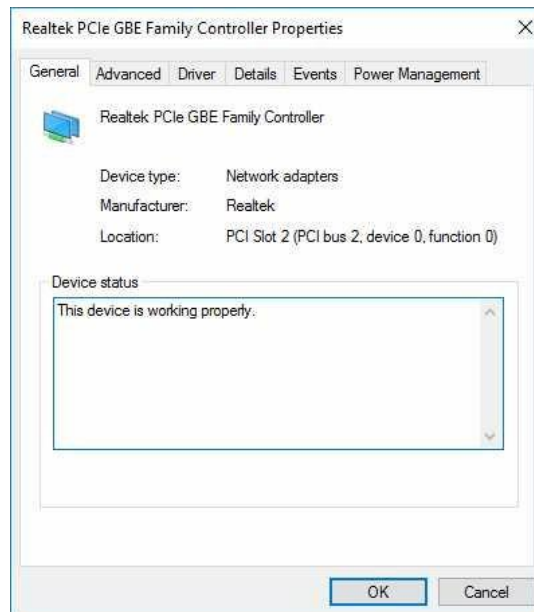 Realtek PCIe GBE Family Controller Properties
General Advanced Driver Details Events Power Management
Realtek PCIe GBE Family Controller
Device type: Network adapters
Manufacturer: Realtek
Location: PCI Slot 2 (PCI bus 2, device 0, function 0)
Device status
This device is working properly.
OK Cancel